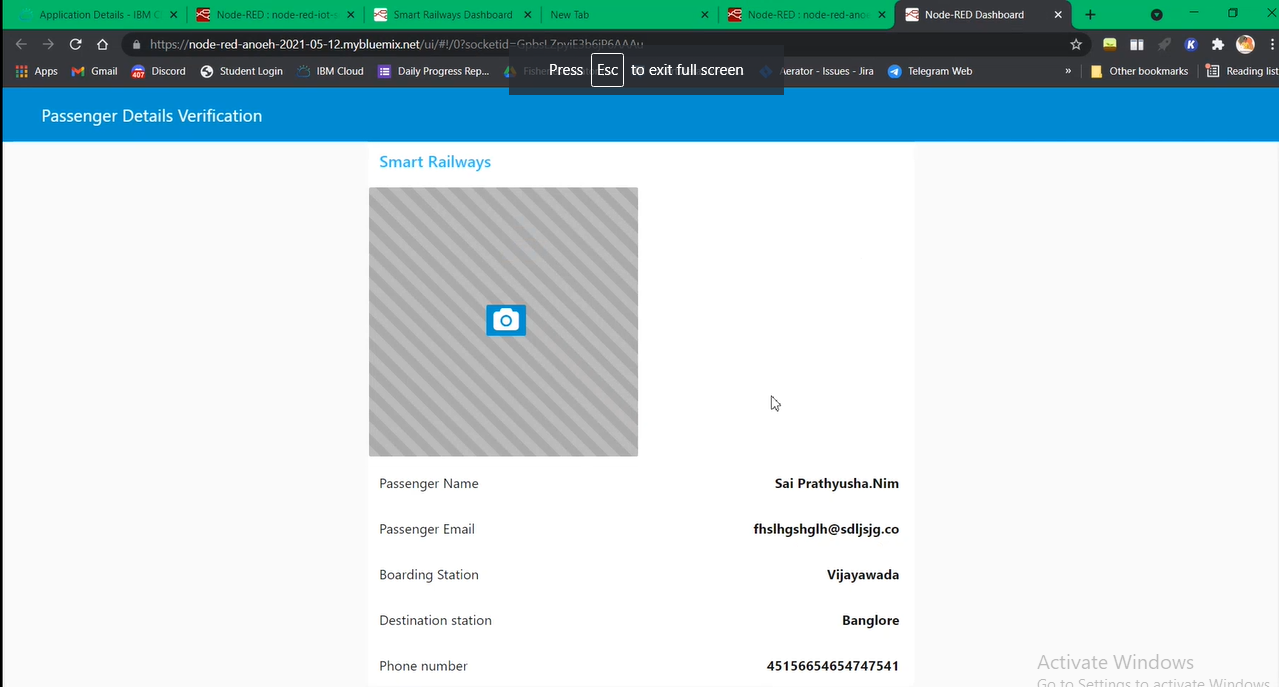 Application Details - IBM C
Node-RED : node-red-iot-s
Smart Railways Dashboard
New Tab
Node-RED : node-red-ano
Node-RED Dashboard
https://node-red-anoeh-2021-05-12.mybluemix.net/ui/#!/0?socketid=
Apps
Gmail
407
Discord
Student Login
IBM Cloud
Daily Progress Rep...
Press Esc to exit full screen
Aerator - Issues - Jira
Telegram Web
»
Other bookmarks
Reading list
Passenger Details Verification
Smart Railways
Passenger Name Sai Prathyusha.Nim
Passenger Email fhslhgshglh@sdljsjg.co
Boarding Station Vijayawada
Destination station Banglore
Phone number 45156654654747541
Activate Windows
Go to Settings to activate Windows.